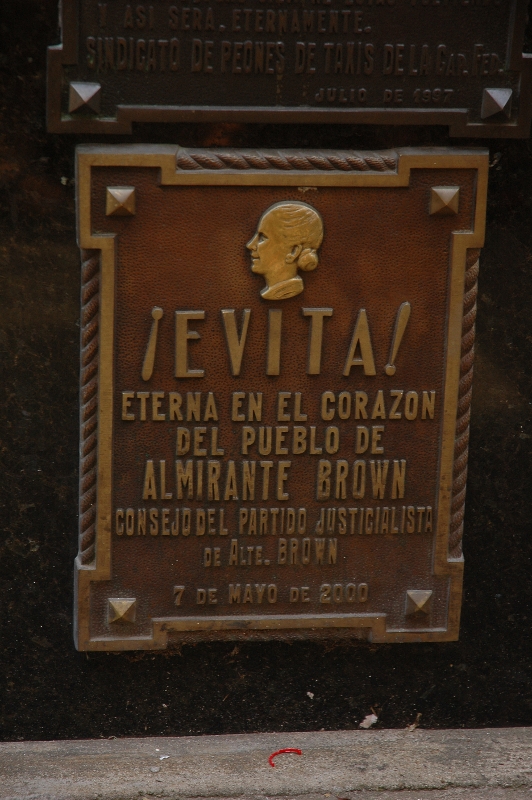 Y ASI SERA, ETERNAMENTE.
SINDICATO DE PEONES DE TAXIS DE LA CAP. FED.
JULIO DE 1997
¡EVITA!
ETERNA EN EL CORAZON
DEL PUEBLO DE
ALMIRANTE BROWN
CONSEJO DEL PARTIDO JUSTICIALISTA
DE ALTE. BROWN
7 DE MAYO DE 2000